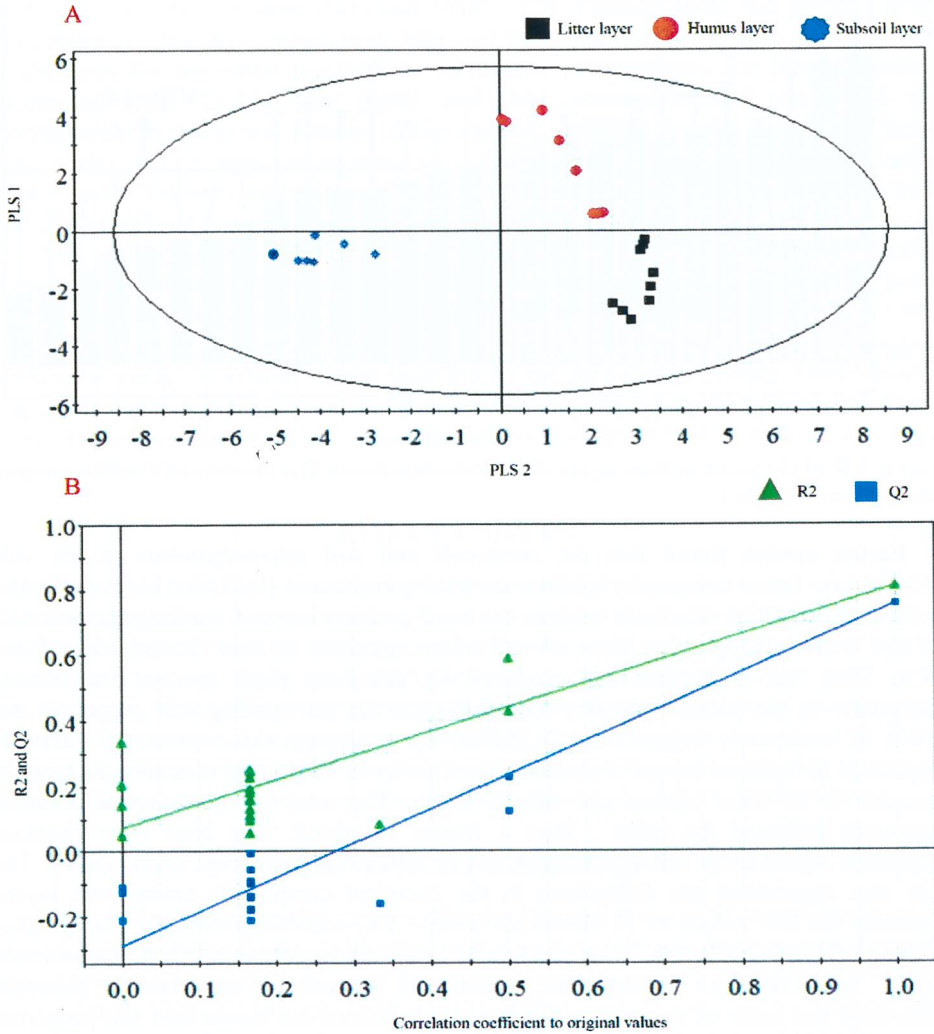 A
Litter layer Humus layer Subsoil layer
6
4
2
0
-2
-4
-6
PLS 1
-9 -8 -7 -6 -5 -4 -3 -2 -1 0 1 2 3 4 5 6 7 8 9
PLS 2
B
R2 Q2
1.0
0.8
0.6
0.4
0.2
0.0
-0.2
R2 and Q2
0.0 0.1 0.2 0.3 0.4 0.5 0.6 0.7 0.8 0.9 1.0
Correlation coefficient to original values